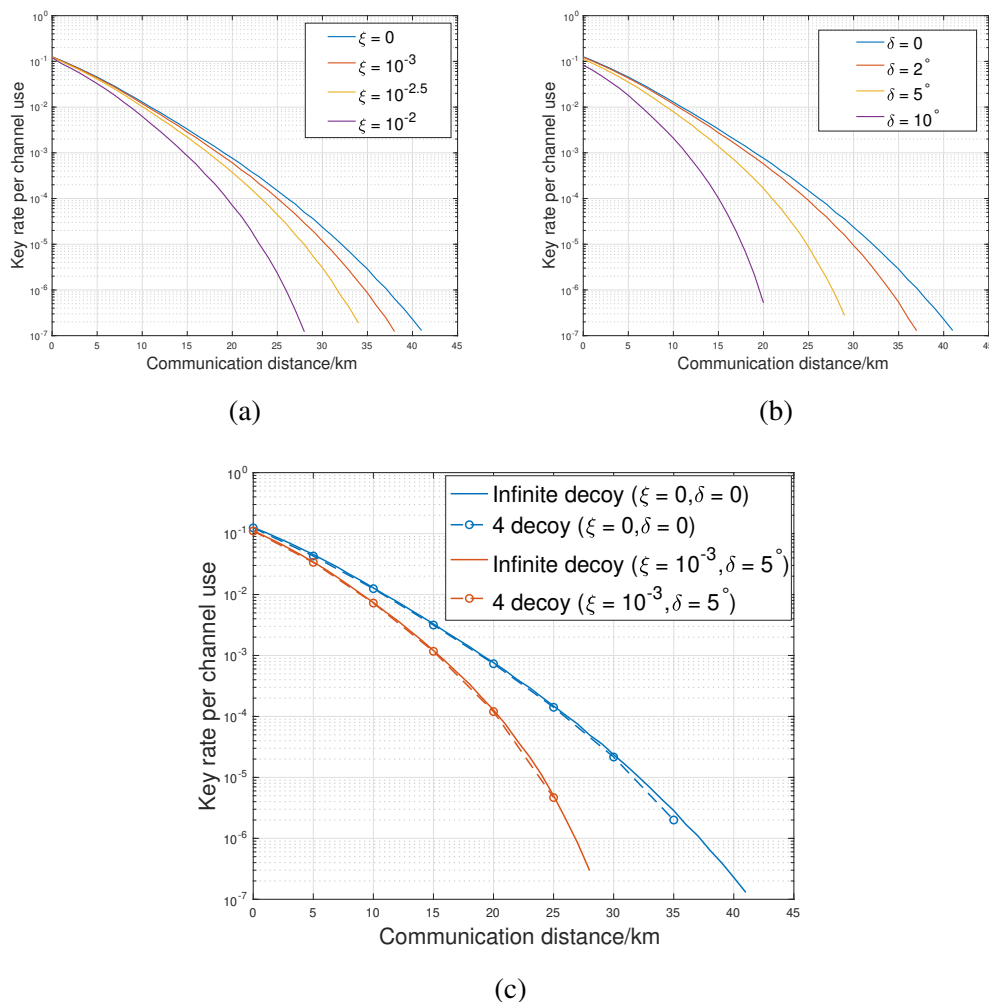 10^0
10^-1
10^-2
10^-3
10^-4
10^-5
10^-6
10^-7
Key rate per channel use
0 5 10 15 20 25 30 35 40 45
Communication distance/km
ξ = 0
ξ = 10^-3
ξ = 10^-2.5
ξ = 10^-2
(a)
10^0
10^-1
10^-2
10^-3
10^-4
10^-5
10^-6
10^-7
Key rate per channel use
0 5 10 15 20 25 30 35 40 45
Communication distance/km
δ = 0
δ = 2°
δ = 5°
δ = 10°
(b)
10^0
10^-1
10^-2
10^-3
10^-4
10^-5
10^-6
10^-7
Key rate per channel use
0 5 10 15 20 25 30 35 40 45
Communication distance/km
Infinite decoy (ξ = 0,δ = 0)
4 decoy (ξ = 0,δ = 0)
Infinite decoy (ξ = 10^-3,δ = 5°)
4 decoy (ξ = 10^-3,δ = 5°)
(c)